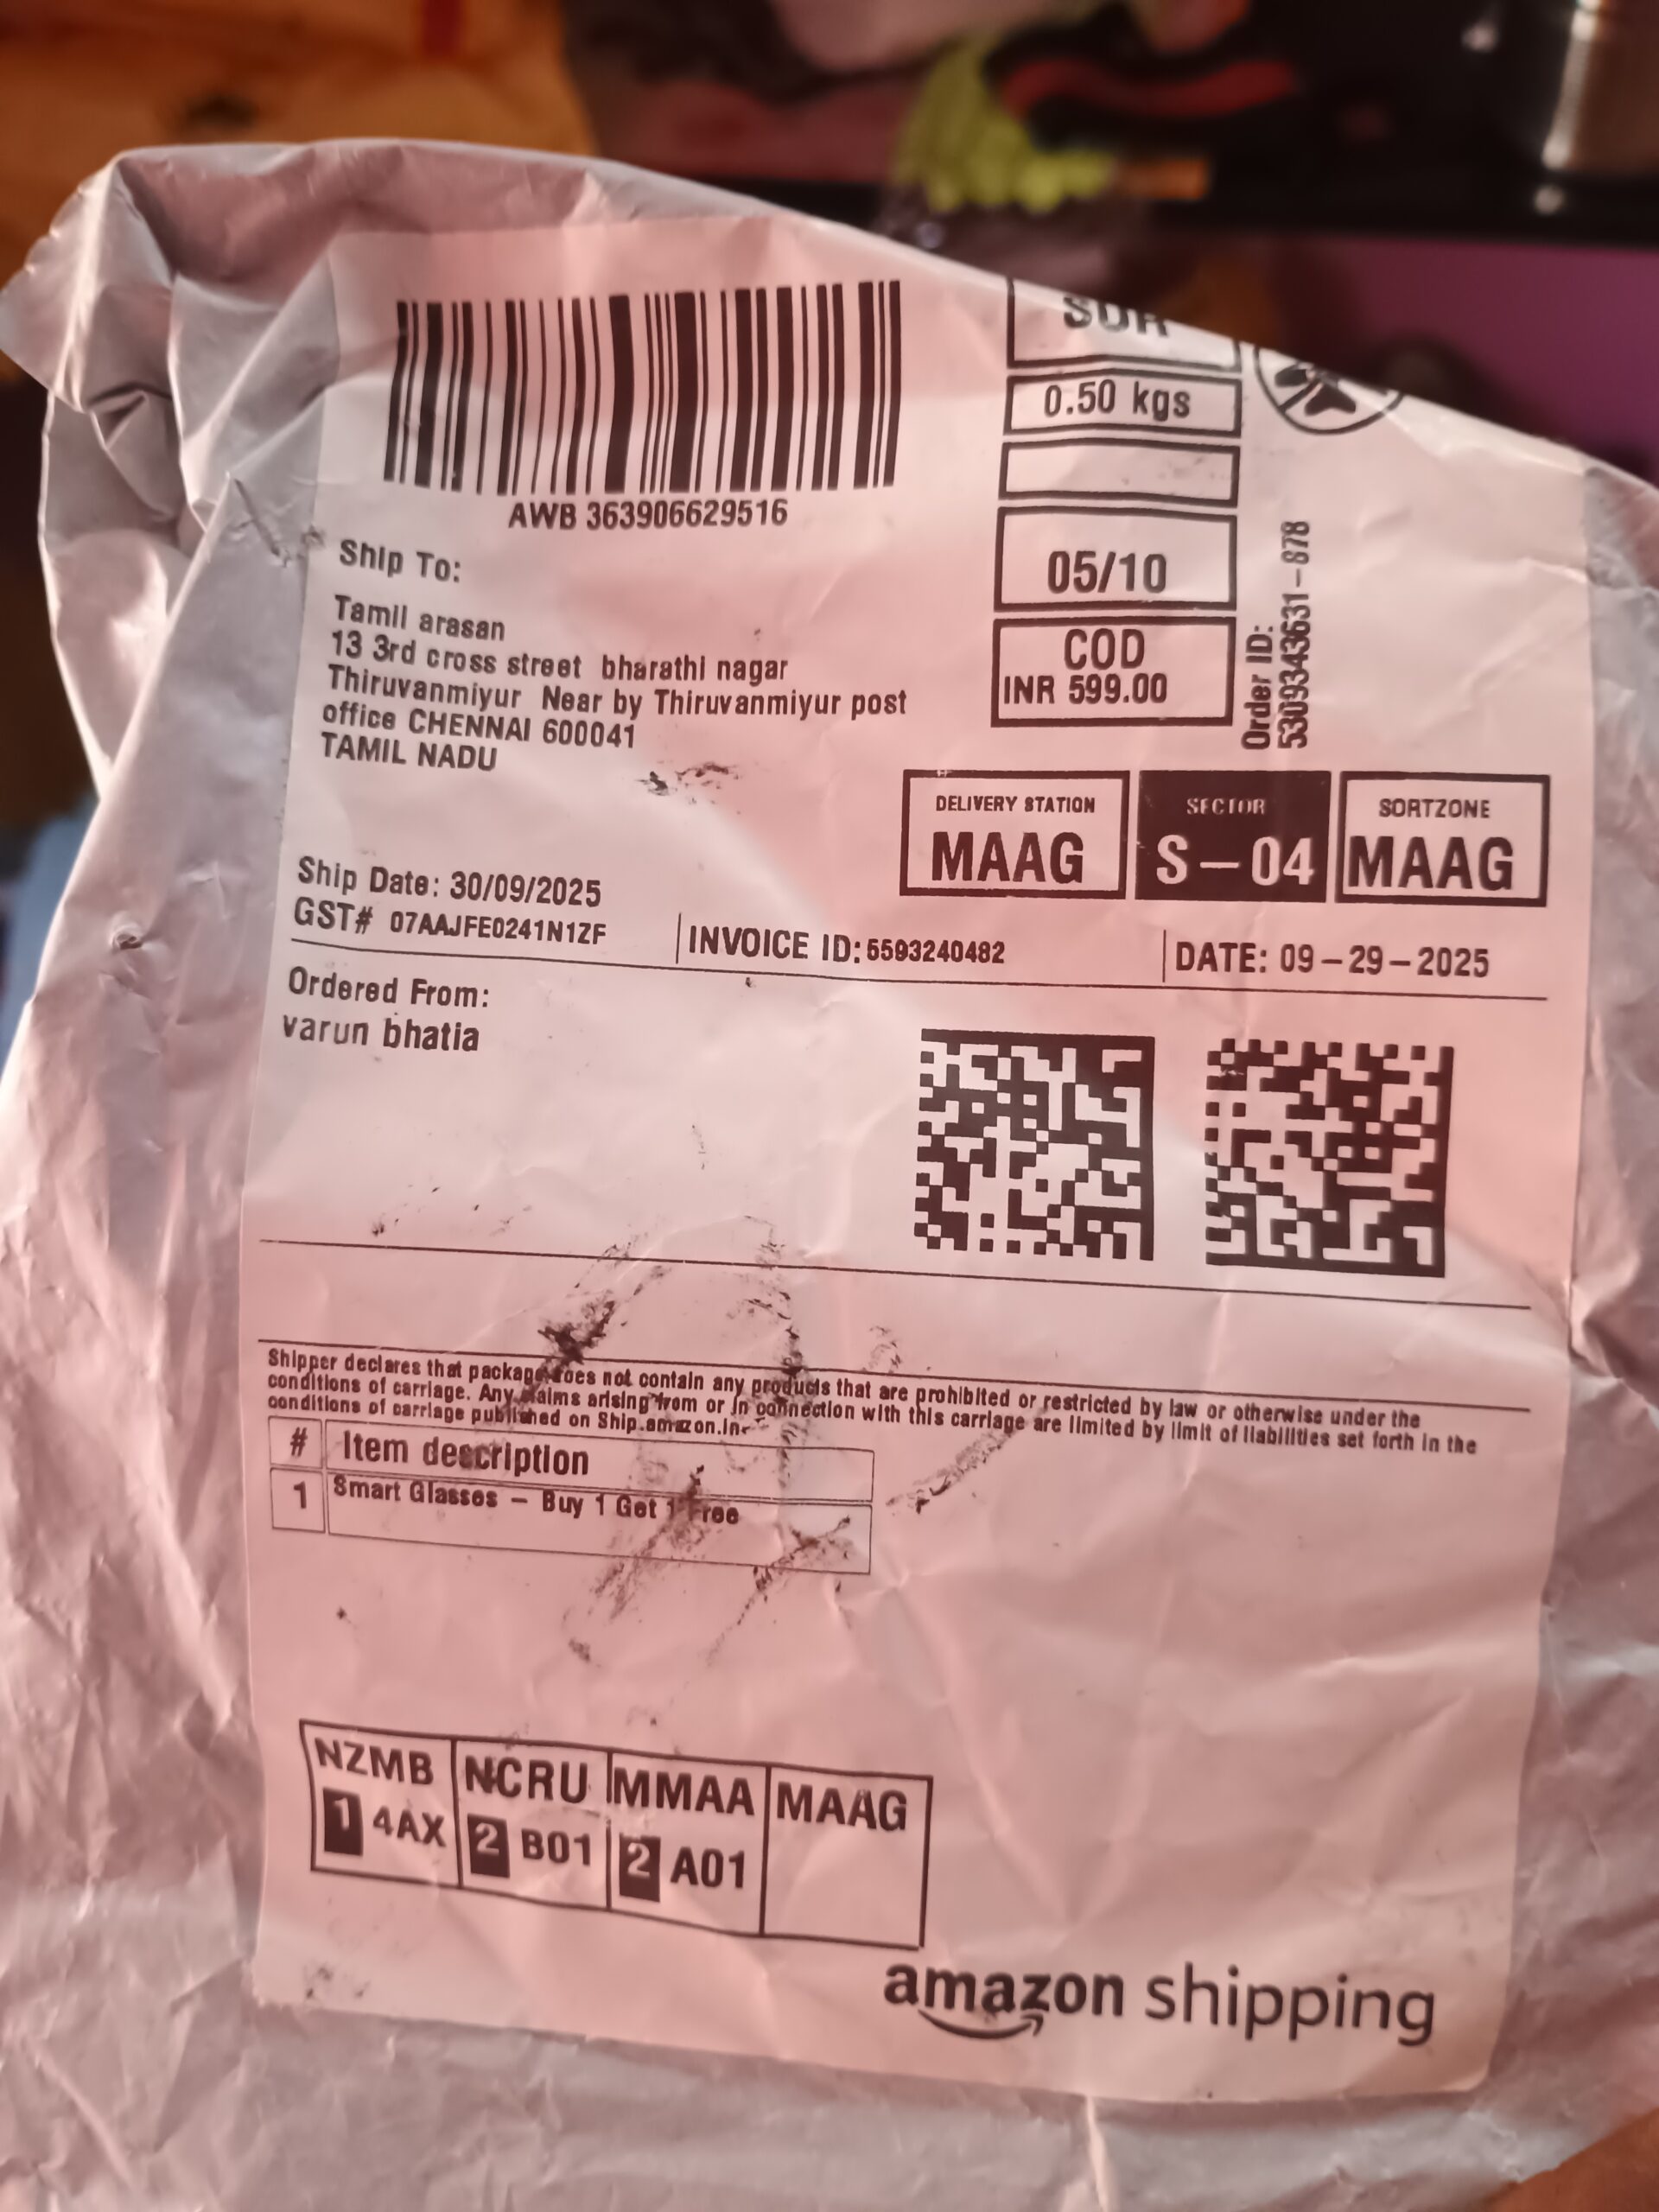 AWB 363906629516
SUR
0.50 kgs
05/10
COD
INR 599.00
Order ID:
5309343631-878
Ship To:
Tamil arasan
13 3rd cross street bharathi nagar
Thiruvanmiyur Near by Thiruvanmiyur post
office CHENNAI 600041
TAMIL NADU
DELIVERY STATION
MAAG
SECTOR
S-04
SORTZONE
MAAG
Ship Date: 30/09/2025
GST# 07AAJFE0241N1ZF
INVOICE ID: 5593240482
DATE: 09-29-2025
Ordered From:
varun bhatia
Shipper declares that package does not contain any products that are prohibited or restricted by law or otherwise under the
conditions of carriage. Any claims arising from or in connection with this carriage are limited by limit of liabilities set forth in the
conditions of carriage published on Ship.amazon.in.
# Item description
1 Smart Glasses - Buy 1 Get 1 Free
NZMB NCRU MMAA MAAG
1 4AX 2 B01 2 A01
amazon shipping